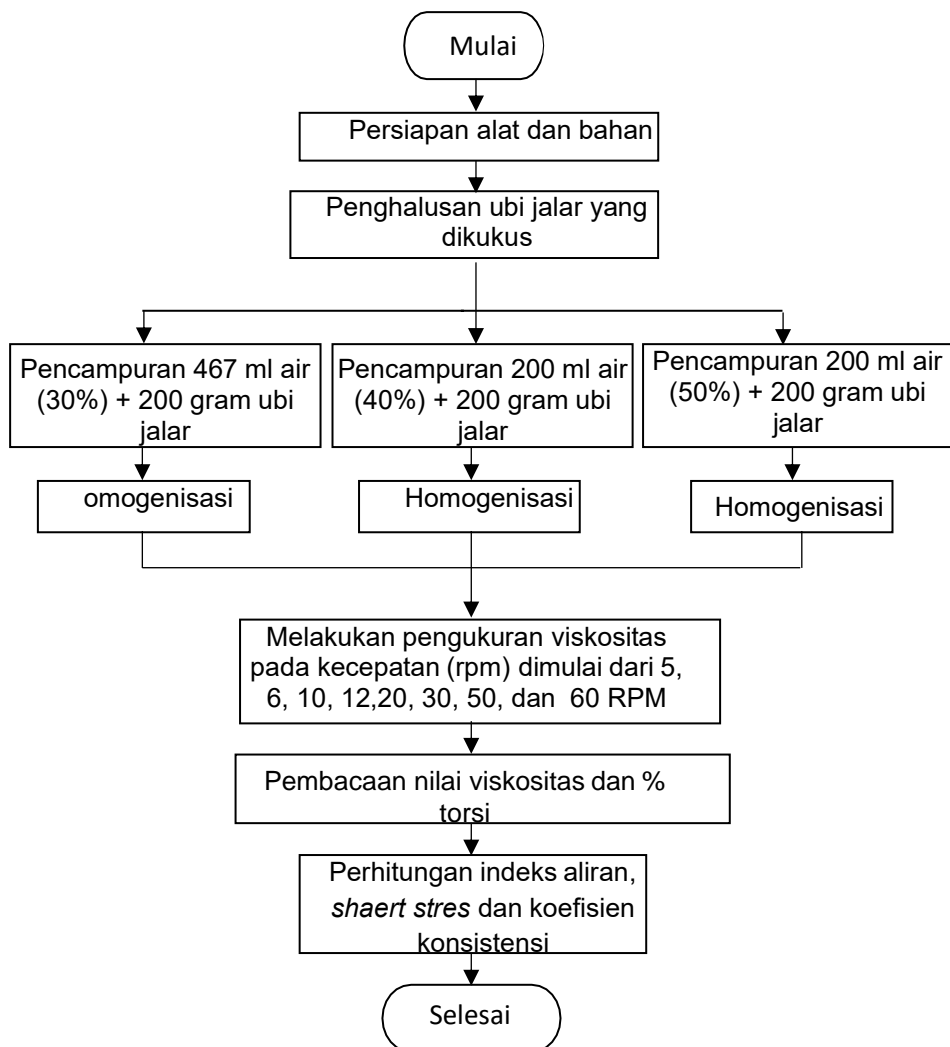 Mulai
Persiapan alat dan bahan
Penghalusan ubi jalar yang
dikukus
Pencampuran 467 ml air
(30%) + 200 gram ubi
jalar
Pencampuran 200 ml air
(40%) + 200 gram ubi
jalar
Pencampuran 200 ml air
(50%) + 200 gram ubi
jalar
omogenisasi
Homogenisasi
Homogenisasi
Melakukan pengukuran viskositas
pada kecepatan (rpm) dimulai dari 5,
6, 10, 12,20, 30, 50, dan 60 RPM
Pembacaan nilai viskositas dan %
torsi
Perhitungan indeks aliran,
shaert stres dan koefisien
konsistensi
Selesai